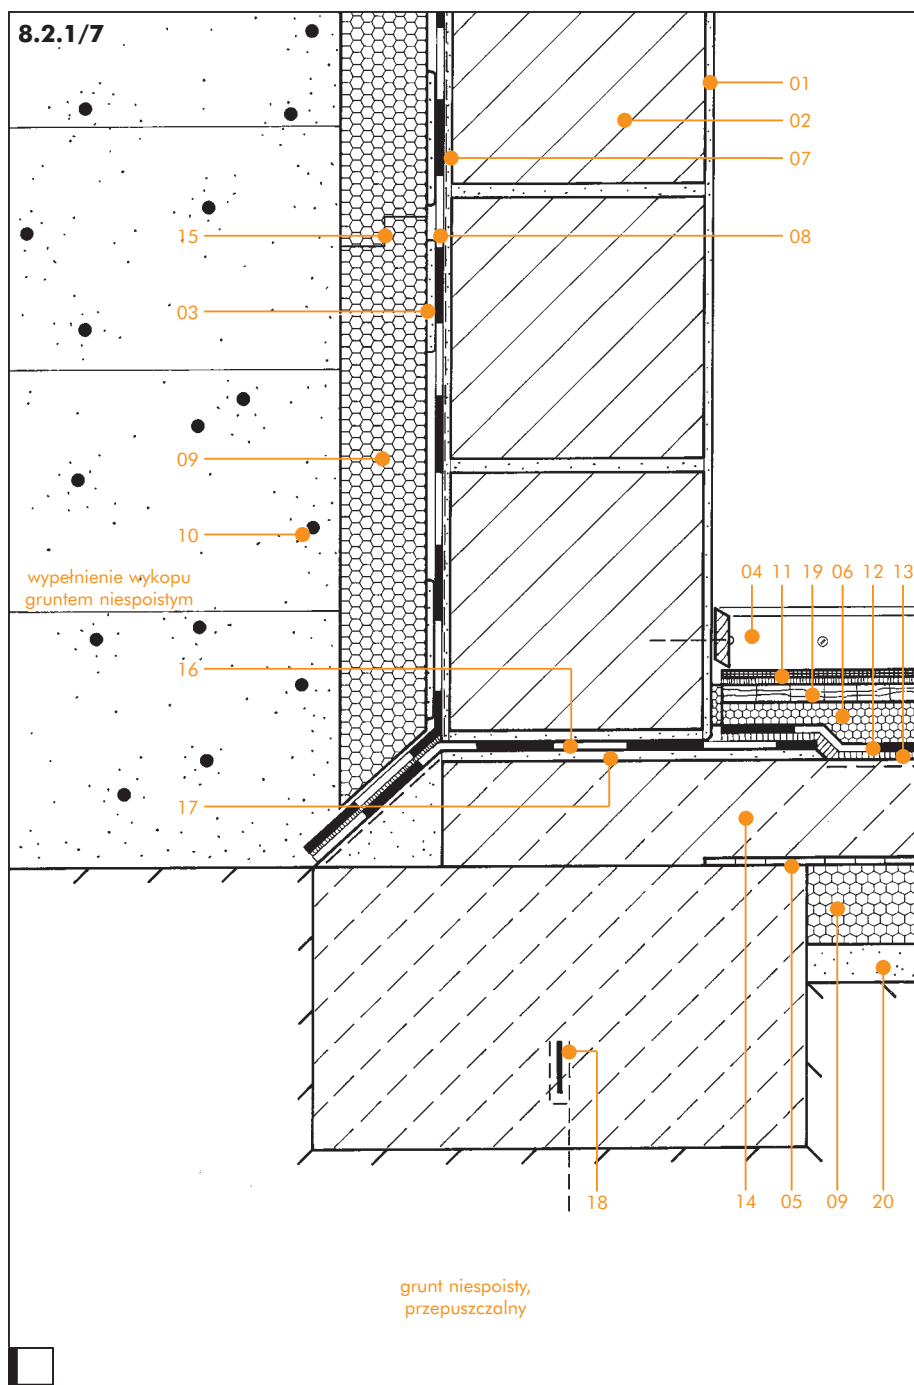 8.2.1/7
01
02
07
15
08
03
09
10
wypełnienie wykopu
gruntem niespoistym
04 11 19 06 12 13
16
17
18 14 05 09 20
grunt niespoisty,
przepuszczalny